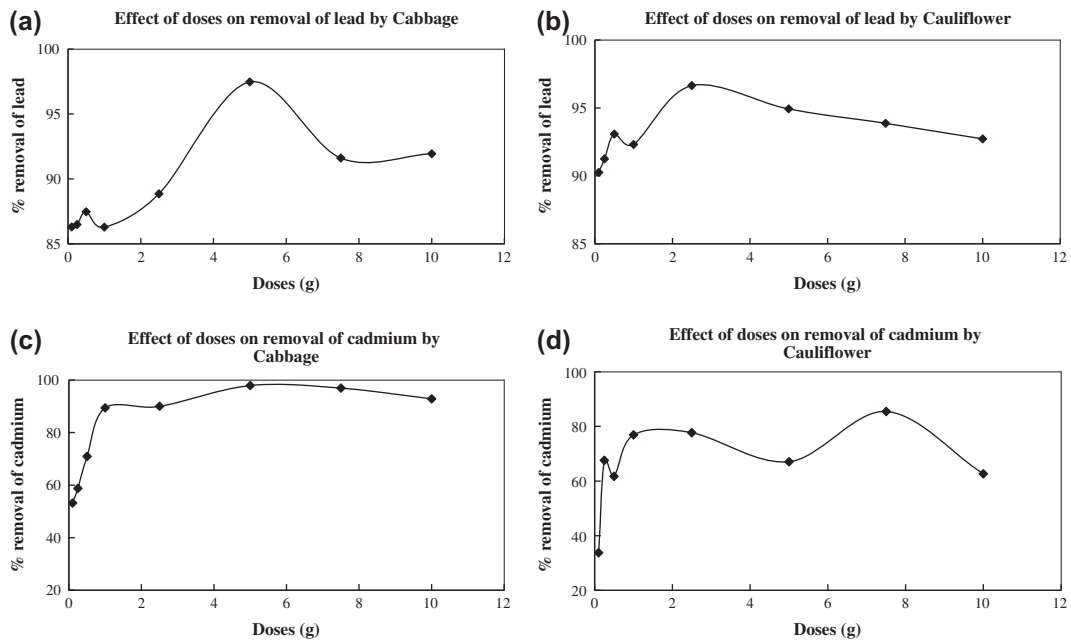 (a)
Effect of doses on removal of lead by Cabbage
% removal of lead
100
95
90
85
0 2 4 6 8 10 12
Doses (g)
(b)
Effect of doses on removal of lead by Cauliflower
% removal of lead
100
95
90
85
0 2 4 6 8 10 12
Doses (g)
(c)
Effect of doses on removal of cadmium by
Cabbage
% removal of cadmium
100
80
60
40
20
0 2 4 6 8 10 12
Doses (g)
(d)
Effect of doses on removal of cadmium by
Cauliflower
% removal of cadmium
100
80
60
40
20
0 2 4 6 8 10 12
Doses (g)